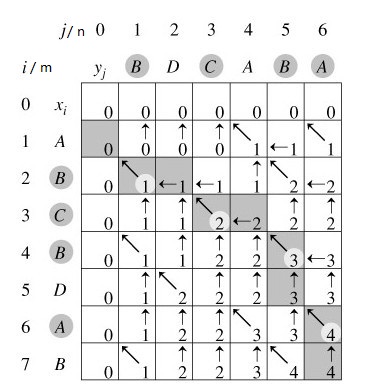 j/n 0 1 2 3 4 5 6
i/m yj B D C A B A
0 xi 0 0 0 0 0 0 0
1 A 0 ↑0 ↑0 ↑0 ↖1 ←1 ↖1
2 B 0 ↖1 ←1 ←1 ↑1 ↖2 ←2
3 C 0 ↑1 ↑1 ↖2 ←2 ↑2 ↑2
4 B 0 ↖1 ↑1 ↑2 ↑2 ↖3 ←3
5 D 0 ↑1 ↖2 ↑2 ↑2 ↑3 ↑3
6 A 0 ↑1 ↑2 ↑2 ↖3 ↑3 ↖4
7 B 0 ↖1 ↑2 ↑2 ↑3 ↖4 ↑4